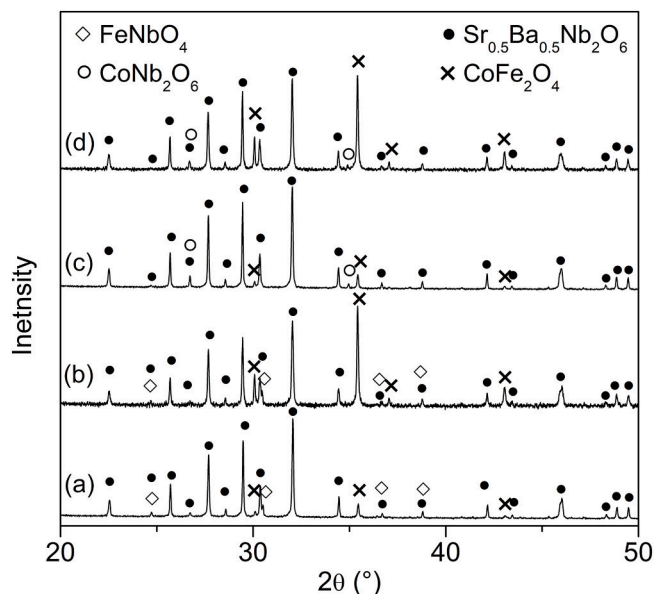 ◇ FeNbO₄ ● Sr₀.₅Ba₀.₅Nb₂O₆
○ CoNb₂O₆ × CoFe₂O₄
(d)
(c)
(b)
(a)
Inetnsity
20 30 40 50
2θ (°)